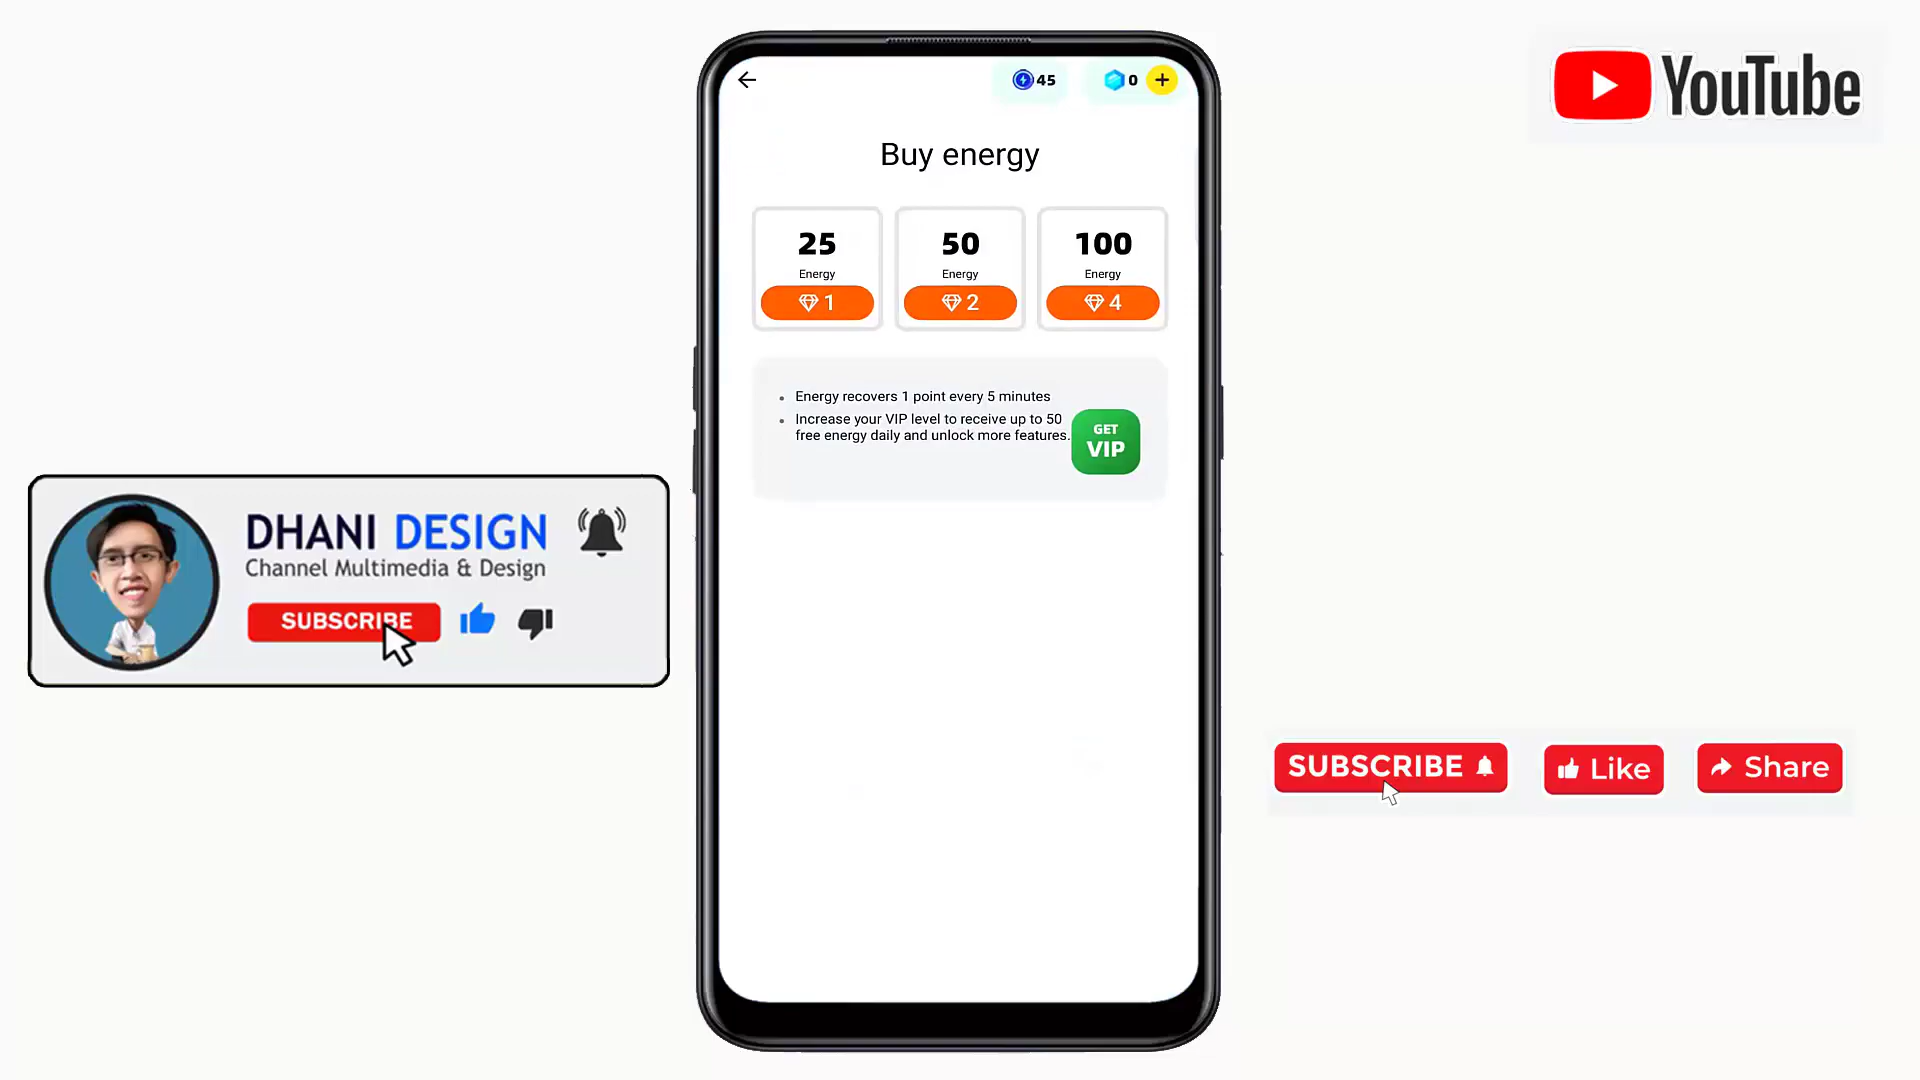 45
0
YouTube
Buy energy
25
50
100
Energy
Energy
Energy
1
2
4
Energy recovers 1 point every 5 minutes
Increase your VIP level to receive up to 50
free energy daily and unlock more features.
GET
VIP
DHANI DESIGN
Channel Multimedia & Design
SUBSCRIBE
SUBSCRIBE
Like
Share